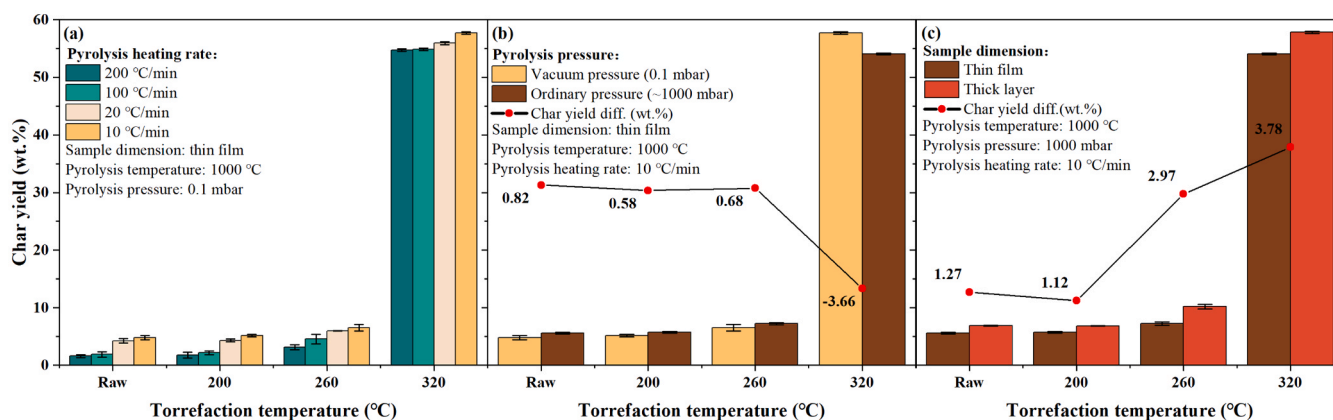 Char yield (wt.%)
60
50
40
30
20
10
0
(a)
Pyrolysis heating rate:
200 ℃/min
100 ℃/min
20 ℃/min
10 ℃/min
Sample dimension: thin film
Pyrolysis temperature: 1000 ℃
Pyrolysis pressure: 0.1 mbar
Raw 200 260 320
Torrefaction temperature (℃)
(b)
Pyrolysis pressure:
Vacuum pressure (0.1 mbar)
Ordinary pressure (~1000 mbar)
Char yield diff. (wt.%)
Sample dimension: thin film
Pyrolysis temperature: 1000 ℃
Pyrolysis heating rate: 10 ℃/min
0.82 0.58 0.68
-3.66
Raw 200 260 320
Torrefaction temperature (℃)
(c)
Sample dimension:
Thin film
Thick layer
Char yield diff.(wt.%)
Pyrolysis temperature: 1000 ℃
Pyrolysis pressure: 1000 mbar
Pyrolysis heating rate: 10 ℃/min
1.27 1.12 2.97 3.78
Raw 200 260 320
Torrefaction temperature (℃)